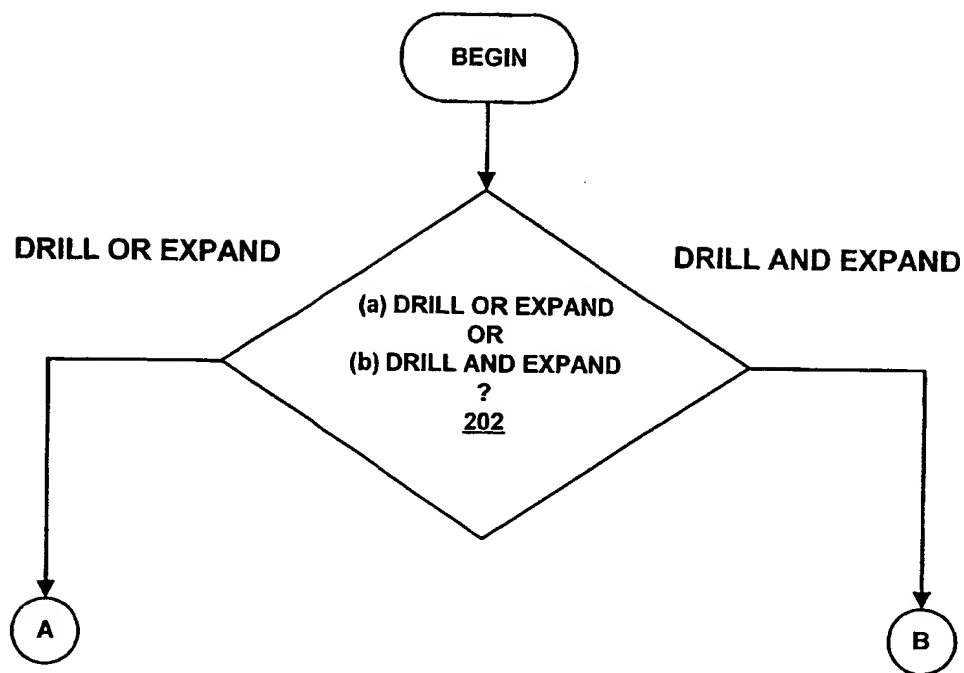 BEGIN
DRILL OR EXPAND
DRILL AND EXPAND
(a) DRILL OR EXPAND
OR
(b) DRILL AND EXPAND
?
202
A
B